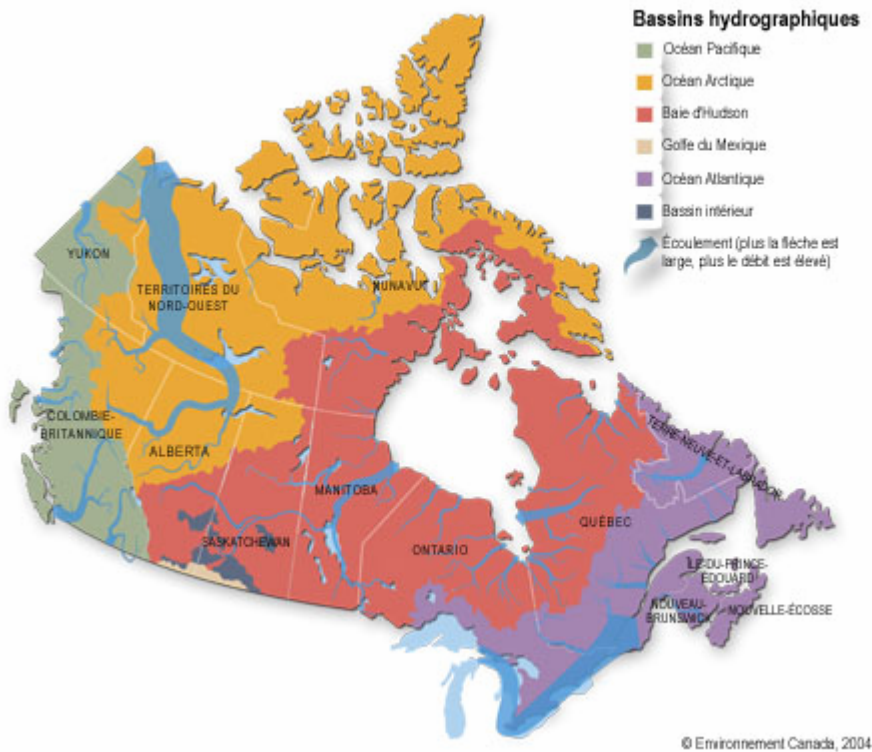 Bassins hydrographiques
Océan Pacifique
Océan Arctique
Baie d'Hudson
Golfe du Mexique
Océan Atlantique
Bassin intérieur
Écoulement (plus la flèche est
large, plus le débit est élevé)
YUKON
TERRITOIRES DU
NORD-OUEST
NUNAVUT
COLOMBIE-
BRITANNIQUE
ALBERTA
SASKATCHEWAN
MANITOBA
ONTARIO
QUÉBEC
TERRE-NEUVE-ET-LABRADOR
ÎLE-DU-PRINCE-
ÉDOUARD
NOUVEAU-
BRUNSWICK
NOUVELLE-ÉCOSSE
© Environnement Canada, 2004